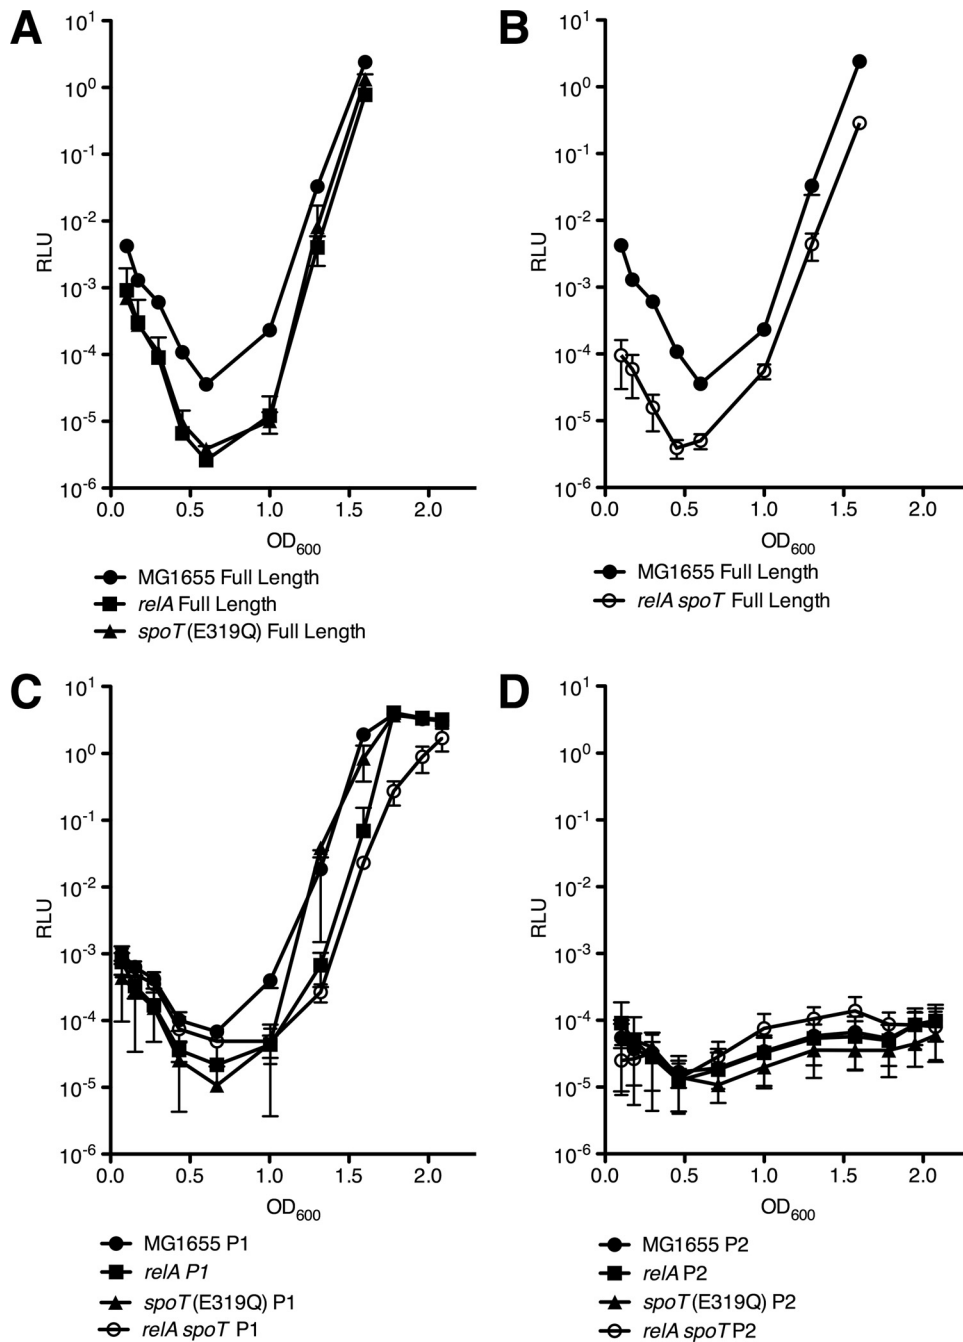 A
10^1
10^0
10^-1
10^-2
10^-3
10^-4
10^-5
10^-6
RLU
0.0 0.5 1.0 1.5 2.0
OD600
MG1655 Full Length
relA Full Length
spoT (E319Q) Full Length
B
10^1
10^0
10^-1
10^-2
10^-3
10^-4
10^-5
10^-6
RLU
0.0 0.5 1.0 1.5 2.0
OD600
MG1655 Full Length
relA spoT Full Length
C
10^1
10^0
10^-1
10^-2
10^-3
10^-4
10^-5
10^-6
RLU
0.0 0.5 1.0 1.5 2.0
OD600
MG1655 P1
relA P1
spoT (E319Q) P1
relA spoT P1
D
10^1
10^0
10^-1
10^-2
10^-3
10^-4
10^-5
10^-6
RLU
0.0 0.5 1.0 1.5 2.0
OD600
MG1655 P2
relA P2
spoT (E319Q) P2
relA spoT P2